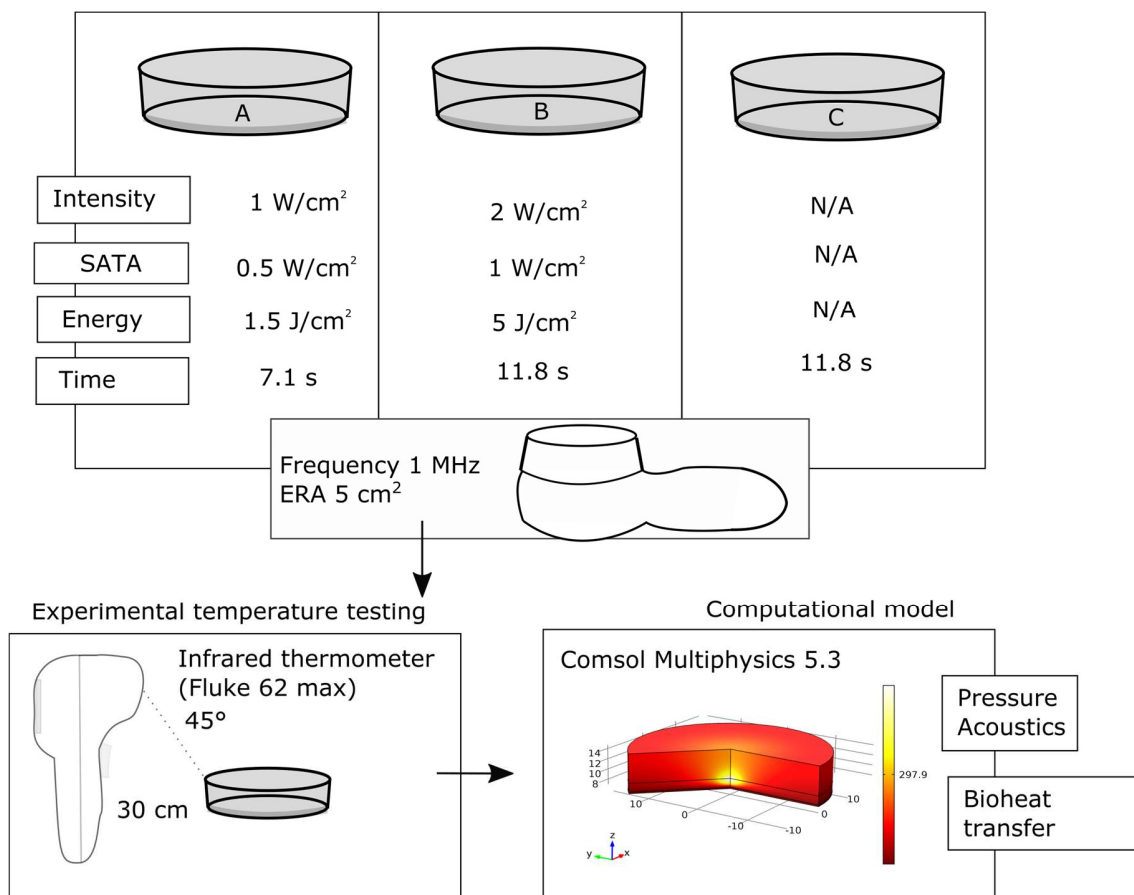 A
B
C
Intensity
1 W/cm²
2 W/cm²
N/A
SATA
0.5 W/cm²
1 W/cm²
N/A
Energy
1.5 J/cm²
5 J/cm²
N/A
Time
7.1 s
11.8 s
11.8 s
Frequency 1 MHz
ERA 5 cm²
Experimental temperature testing
Infrared thermometer
(Fluke 62 max)
45°
30 cm
Computational model
Comsol Multiphysics 5.3
14
12
10
8
10
0
-10
-10
0
10
z
y
x
297.9
Pressure
Acoustics
Bioheat
transfer